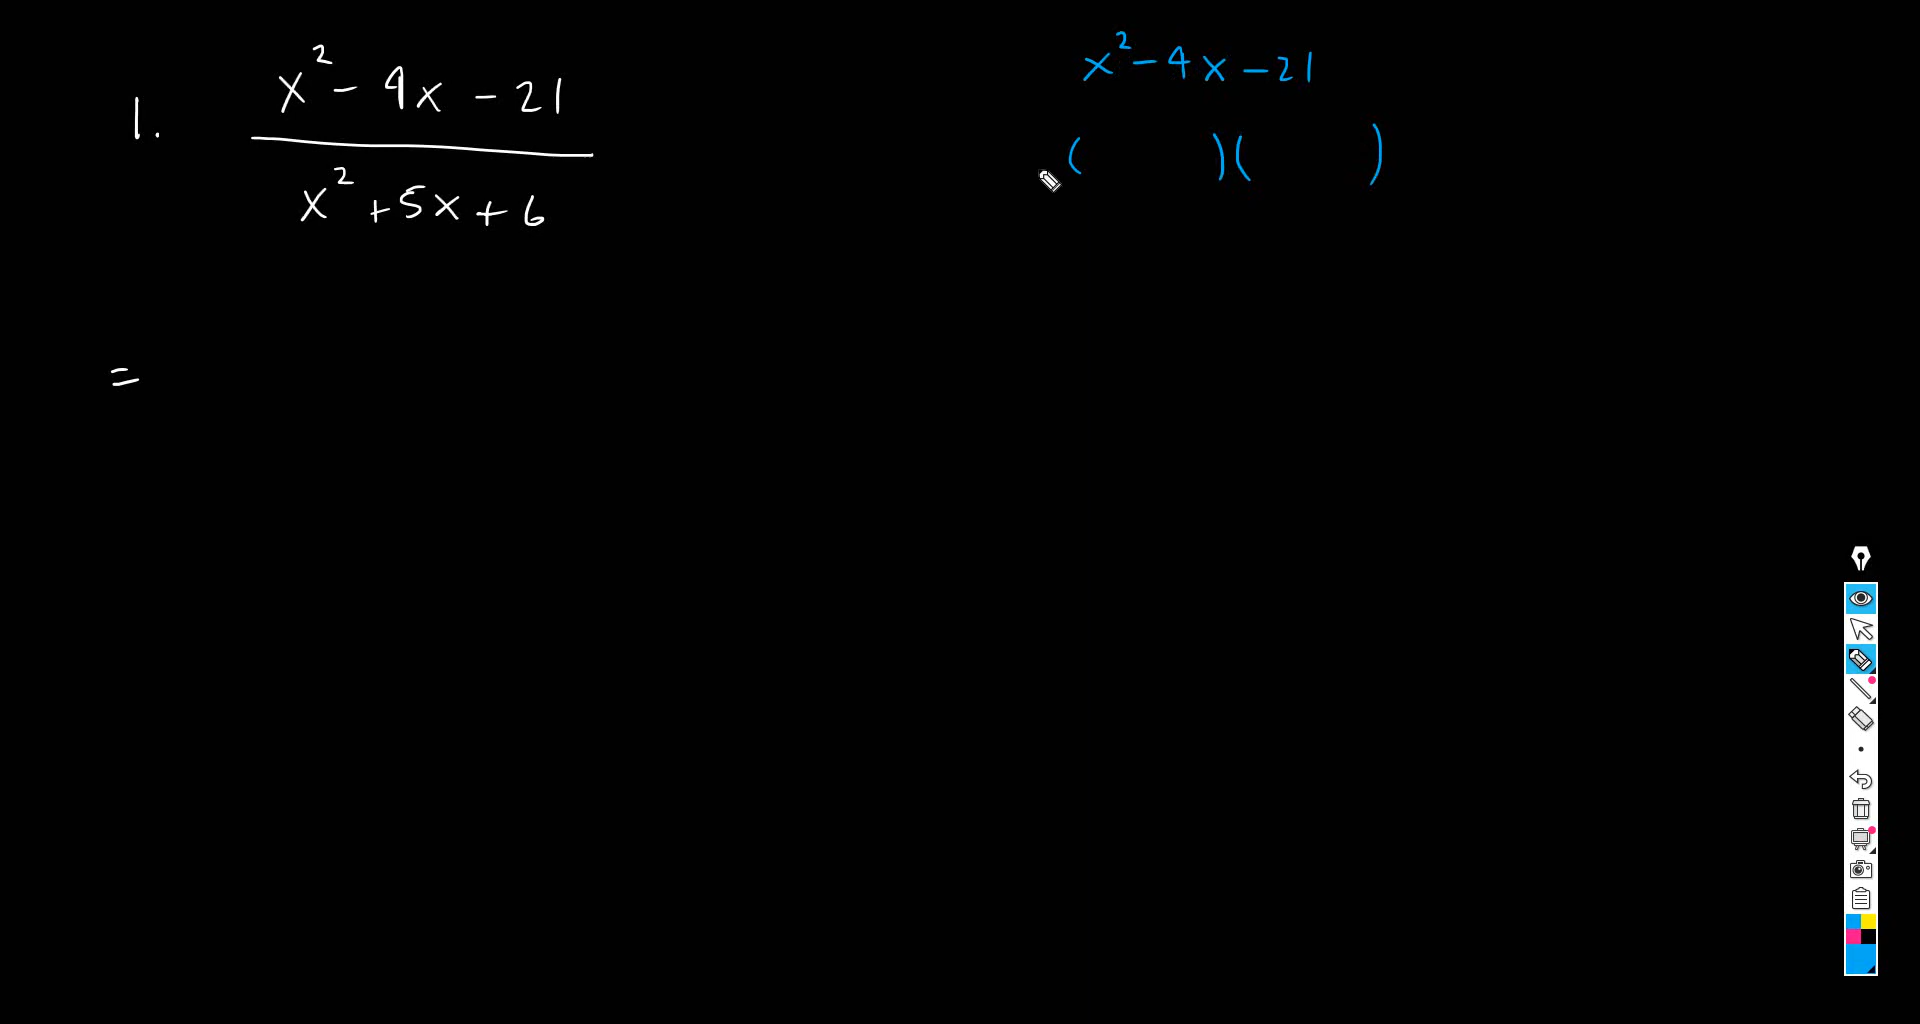 1. x² - 4x - 21
x² + 5x + 6
=
x² - 4x - 21
( )( )